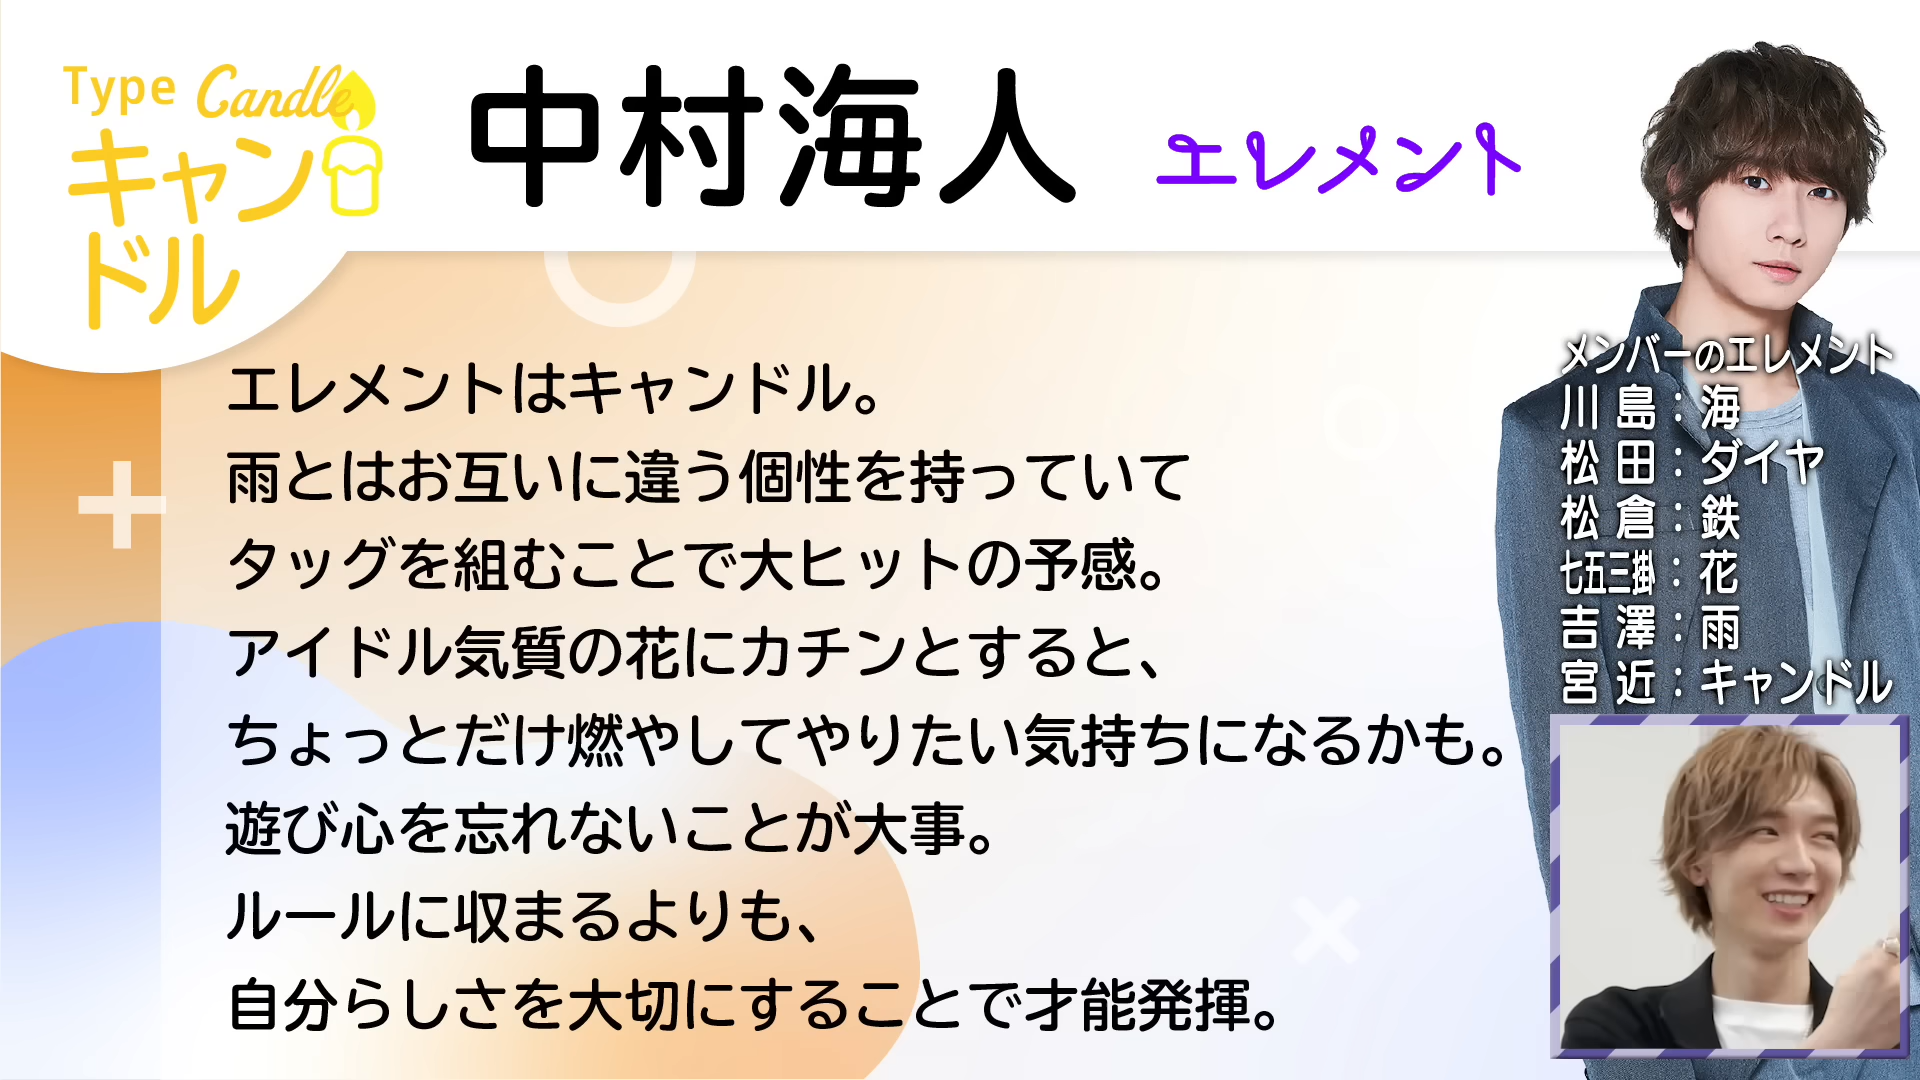 Type Candle
キャン
ドル
中村海人 エレメント
エレメントはキャンドル。
雨とはお互いに違う個性を持っていて
タッグを組むことで大ヒットの予感。
アイドル気質の花にカチンとすると、
ちょっとだけ燃やしてやりたい気持ちになるかも。
遊び心を忘れないことが大事。
ルールに収まるよりも、
自分らしさを大切にすることで才能発揮。
メンバーのエレメント
川島：海
松田：ダイヤ
松倉：鉄
七五三掛：花
吉澤：雨
宮近：キャンドル